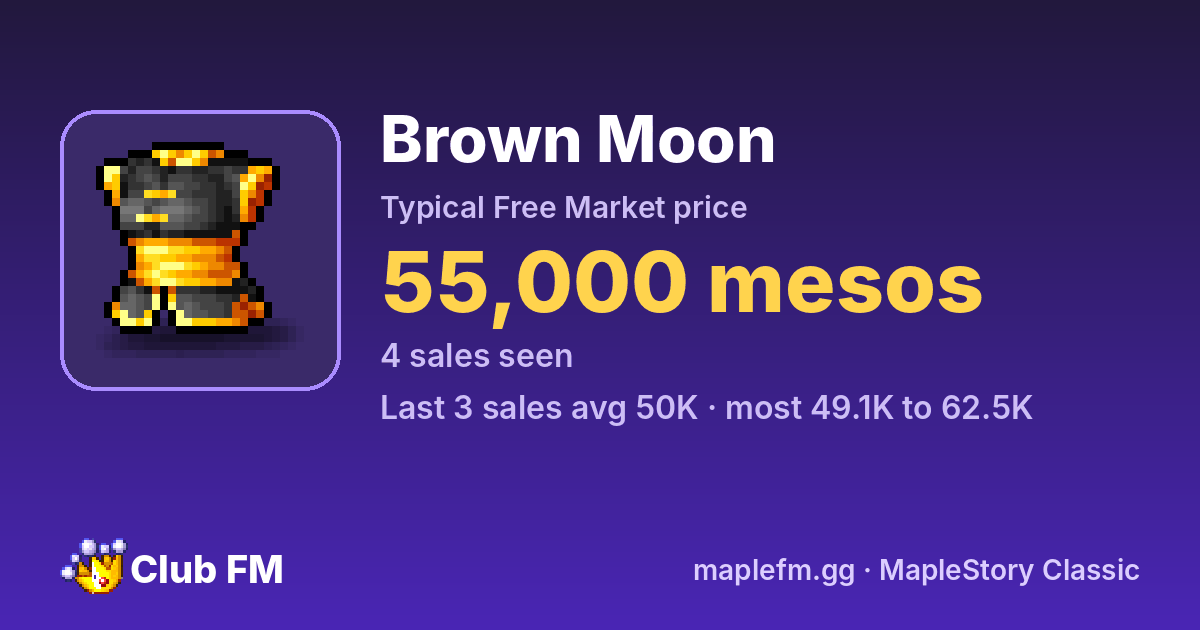 Brown Moon
Typical Free Market price
55,000 mesos
4 sales seen
Last 3 sales avg 50K · most 49.1K to 62.5K
Club FM
maplefm.gg · MapleStory Classic